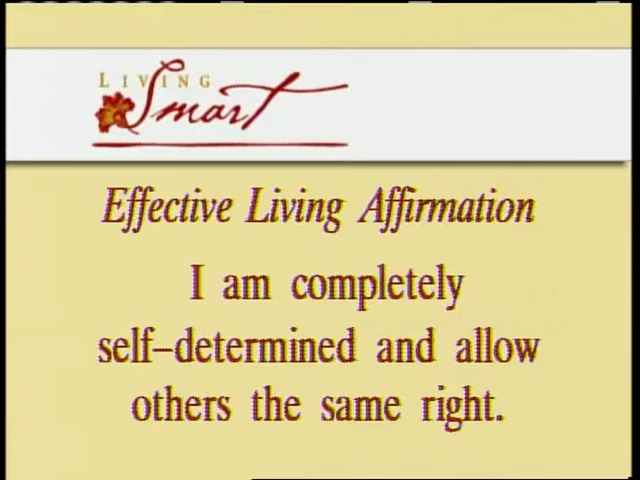 LIVING
Smart
Effective Living Affirmation
I am completely
self-determined and allow
others the same right.